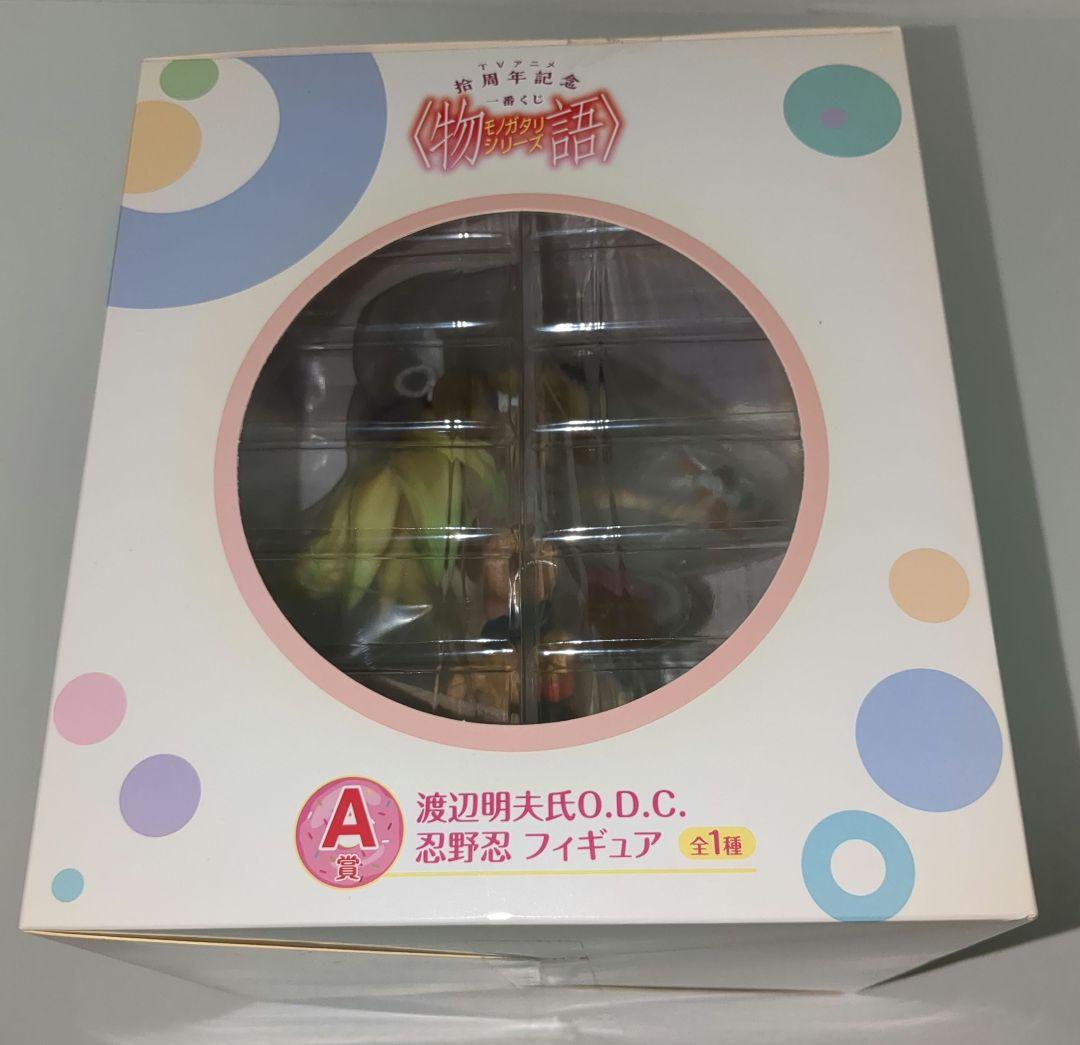 TVアニメ
拾周年記念
一番くじ
〈物語〉
モノガタリ
シリーズ
A
賞
渡辺明夫氏O.D.C.
忍野忍 フィギュア 全1種